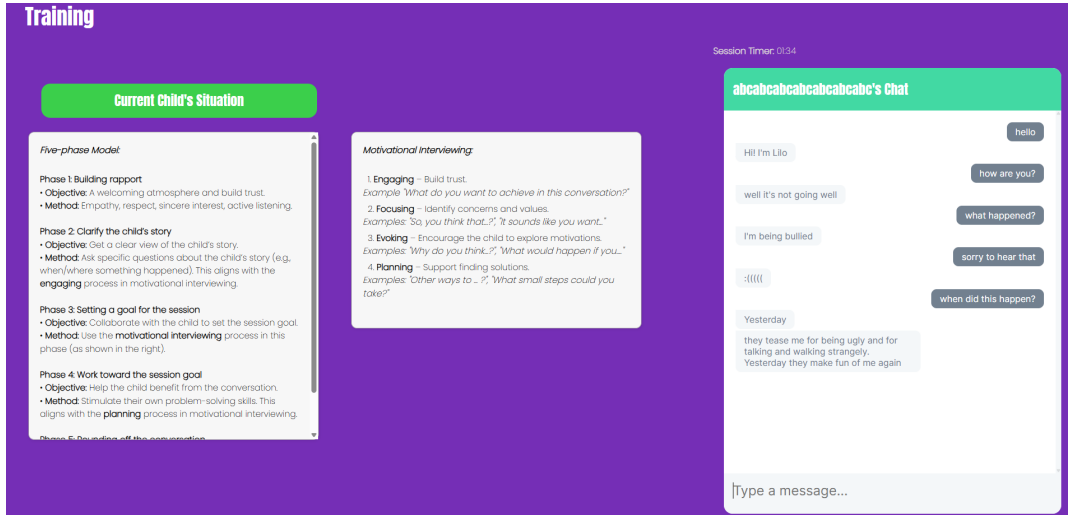 Training
Session Timer: 01:34
Current Child's Situation
Five-phase Model:
Phase 1: Building rapport
• Objective: A welcoming atmosphere and build trust.
• Method: Empathy, respect, sincere interest, active listening.
Phase 2: Clarify the child's story
• Objective: Get a clear view of the child's story.
• Method: Ask specific questions about the child's story (e.g.,
when/where something happened). This aligns with the
engaging process in motivational interviewing.
Phase 3: Setting a goal for the session
• Objective: Collaborate with the child to set the session goal.
• Method: Use the motivational interviewing process in this
phase (as shown in the right).
Phase 4: Work toward the session goal
• Objective: Help the child benefit from the conversation.
• Method: Stimulate their own problem-solving skills. This
aligns with the planning process in motivational interviewing.
Phase 5: Rounding off the conversation
Motivational Interviewing:
1. Engaging – Build trust.
Example "What do you want to achieve in this conversation?"
2. Focusing – Identify concerns and values.
Examples: "So, you think that...?", "It sounds like you want..."
3. Evoking – Encourage the child to explore motivations.
Examples: "Why do you think...?", "What would happen if you..."
4. Planning – Support finding solutions.
Examples: "Other ways to ... ?", "What small steps could you
take?"
abcabcabcabcabcabcabc's Chat
hello
Hi! I'm Lilo
how are you?
well it's not going well
what happened?
I'm being bullied
sorry to hear that
:(((((
when did this happen?
Yesterday
they tease me for being ugly and for
talking and walking strangely.
Yesterday they make fun of me again
Type a message...